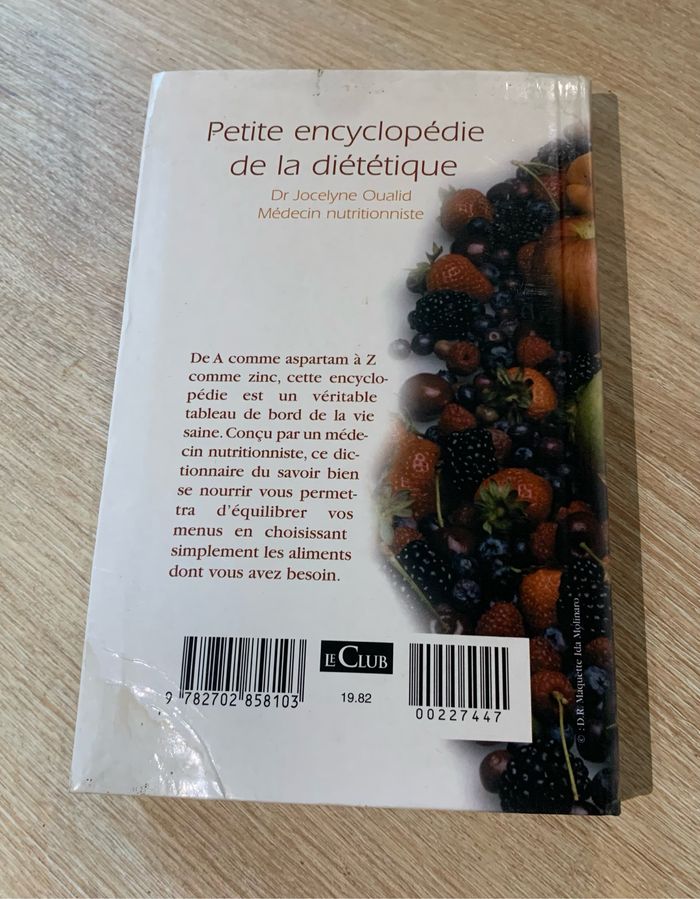 Petite encyclopédie
de la diététique
Dr Jocelyne Oualid
Médecin nutritionniste
De A comme aspartam à Z
comme zinc, cette encyclo-
pédie est un véritable
tableau de bord de la vie
saine. Conçu par un méde-
cin nutritionniste, ce dic-
tionnaire du savoir bien
se nourrir vous permet-
tra d'équilibrer vos
menus en choisissant
simplement les aliments
dont vous avez besoin.
LE CLUB
9 782702 858103
19.82
00227447
© : D.R. Maquette Ida Molinaro